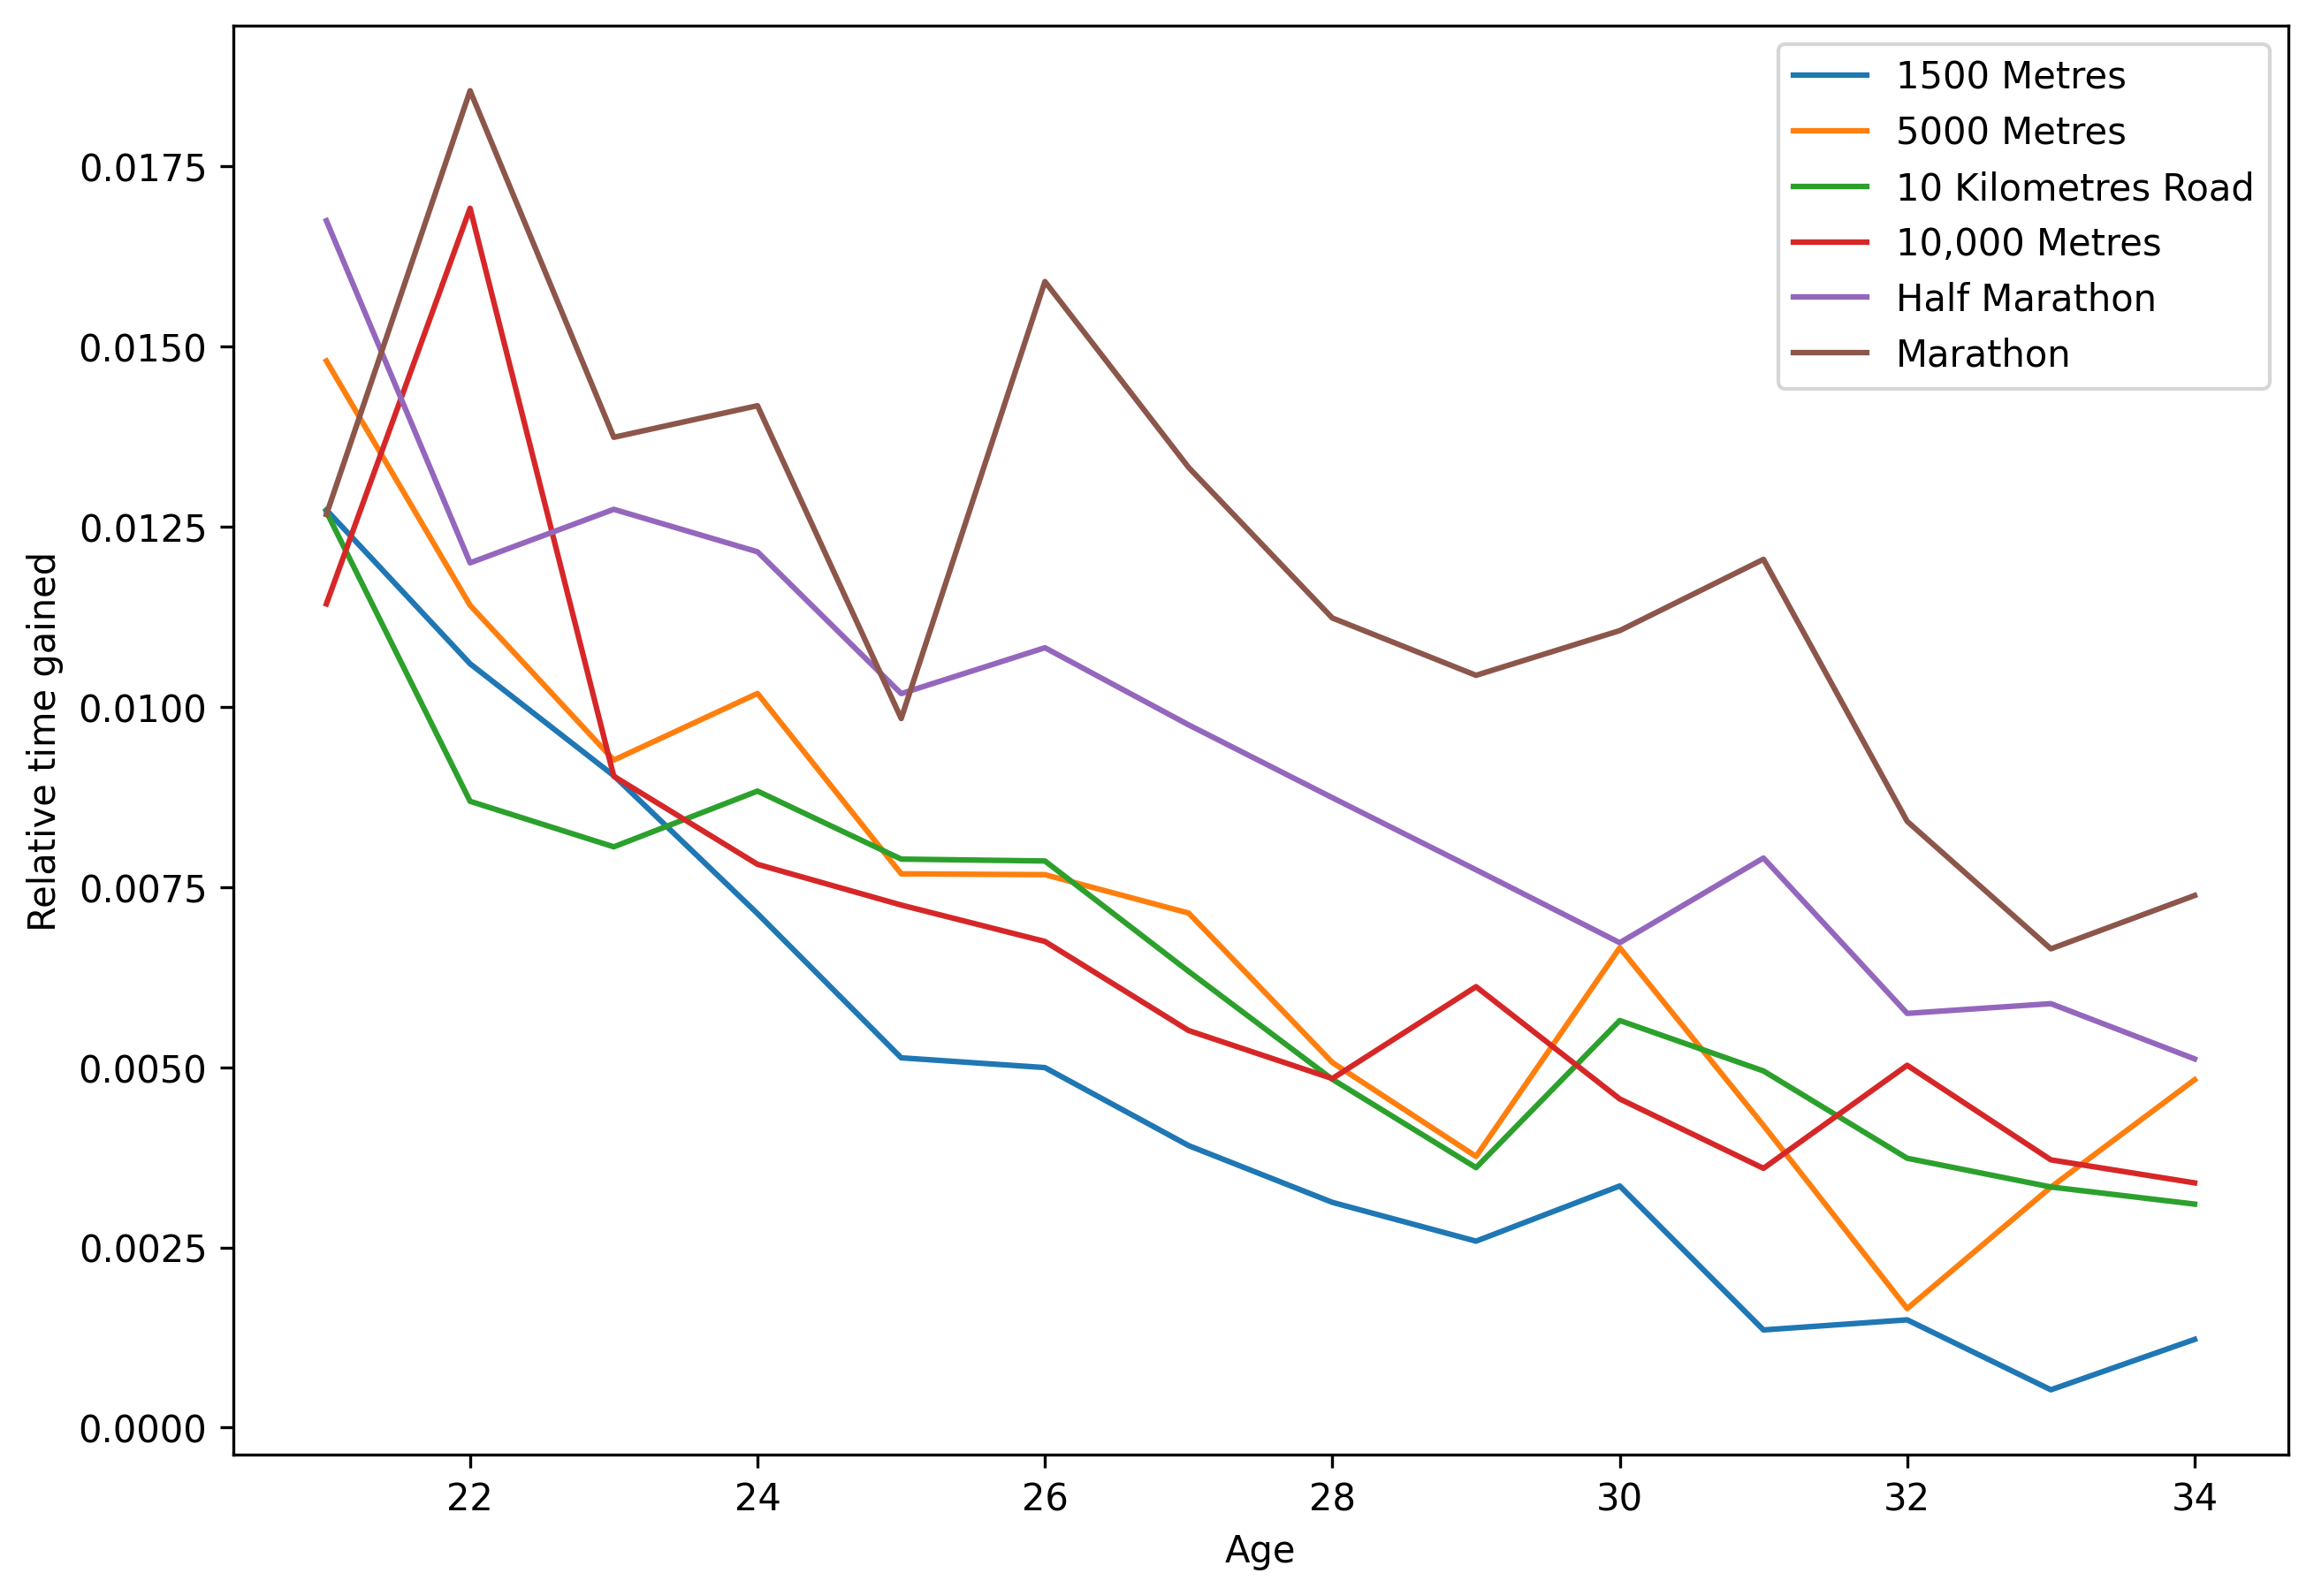 1500 Metres
5000 Metres
10 Kilometres Road
10,000 Metres
Half Marathon
Marathon
0.0175
0.0150
0.0125
0.0100
0.0075
0.0050
0.0025
0.0000
Relative time gained
22 24 26 28 30 32 34
Age